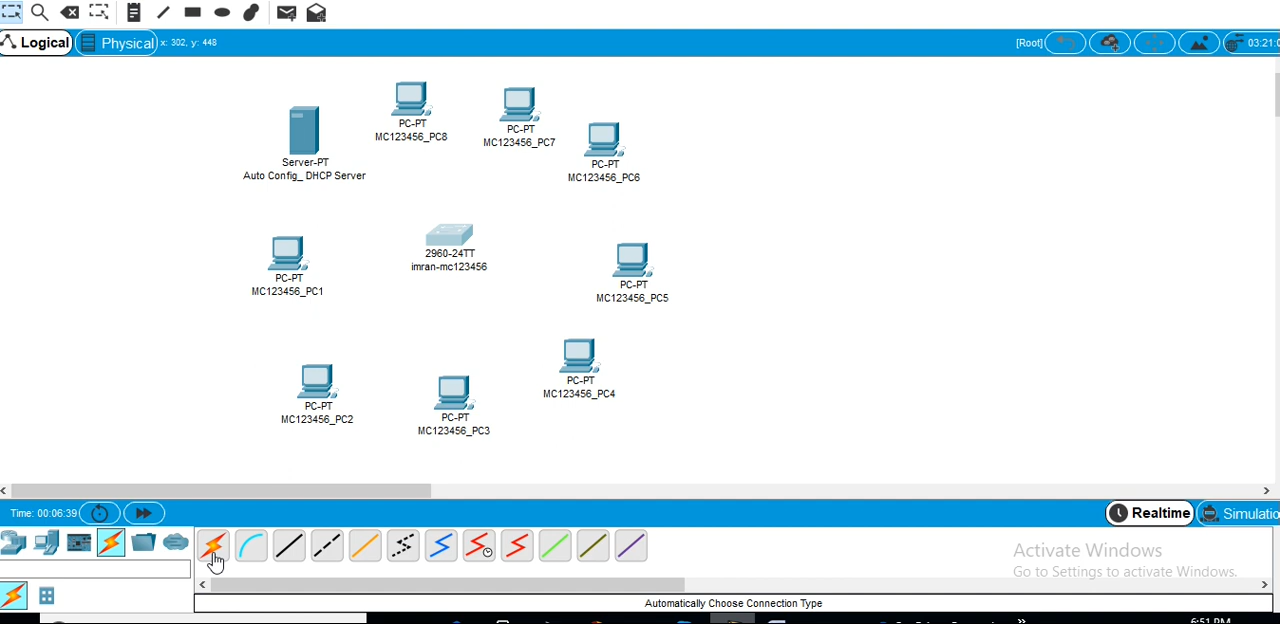 Logical
Physical
x: 302, y: 448
[Root]
03:21:0
PC-PT
MC123456_PC8
PC-PT
MC123456_PC7
PC-PT
MC123456_PC6
Server-PT
Auto Config_ DHCP Server
2960-24TT
imran-mc123456
PC-PT
MC123456_PC1
PC-PT
MC123456_PC5
PC-PT
MC123456_PC4
PC-PT
MC123456_PC2
PC-PT
MC123456_PC3
Time: 00:06:39
Realtime
Simulatio
Activate Windows
Go to Settings to activate Windows.
Automatically Choose Connection Type
6:51 PM